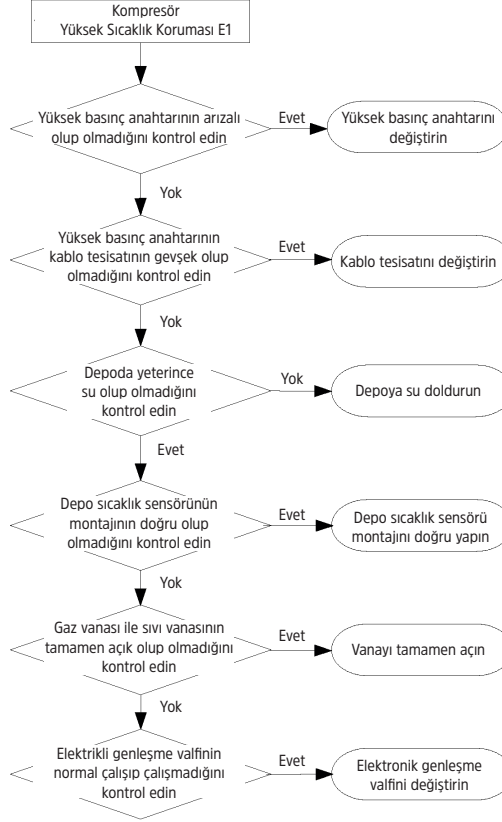 Kompresör
Yüksek Sıcaklık Koruması E1
Yüksek basınç anahtarının arızalı
olup olmadığını kontrol edin
Evet
Yüksek basınç anahtarını
değiştirin
Yok
Yüksek basınç anahtarının
kablo tesisatının gevşek olup
olmadığını kontrol edin
Evet
Kablo tesisatını değiştirin
Yok
Depoda yeterince
su olup olmadığını
kontrol edin
Yok
Depoya su doldurun
Evet
Depo sıcaklık sensörünün
montajının doğru olup
olmadığını kontrol edin
Evet
Depo sıcaklık sensörü
montajını doğru yapın
Yok
Gaz vanası ile sıvı vanasının
tamamen açık olup olmadığını
kontrol edin
Evet
Vanayı tamamen açın
Yok
Elektrikli genleşme valfinin
normal çalışıp çalışmadığını
kontrol edin
Evet
Elektronik genleşme
valfini değiştirin